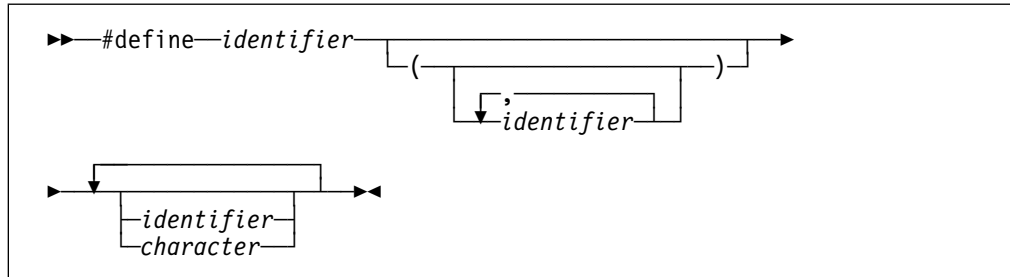 #define identifier
( )
,
identifier
identifier
character